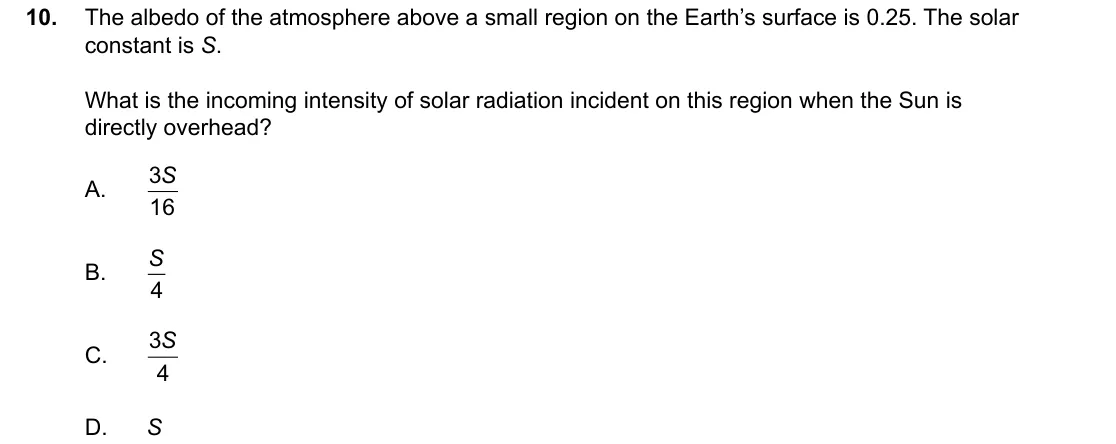 10. The albedo of the atmosphere above a small region on the Earth's surface is 0.25. The solar
constant is S.
What is the incoming intensity of solar radiation incident on this region when the Sun is
directly overhead?
A. 3S
16
B. S
4
C. 3S
4
D. S